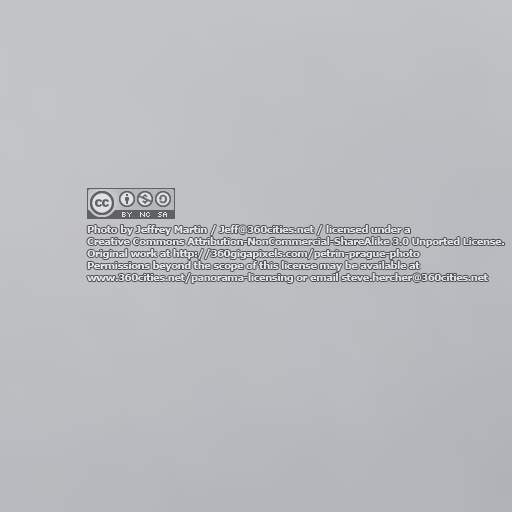 cc
BY NC SA
Photo by Jeffrey Martin / Jeff@360cities.net / licensed under a
Creative Commons Attribution-NonCommercial-ShareAlike 3.0 Unported License.
Original work at http://360gigapixels.com/petrin-prague-photo
Permissions beyond the scope of this license may be available at
www.360cities.net/panorama-licensing or email steve.hercher@360cities.net